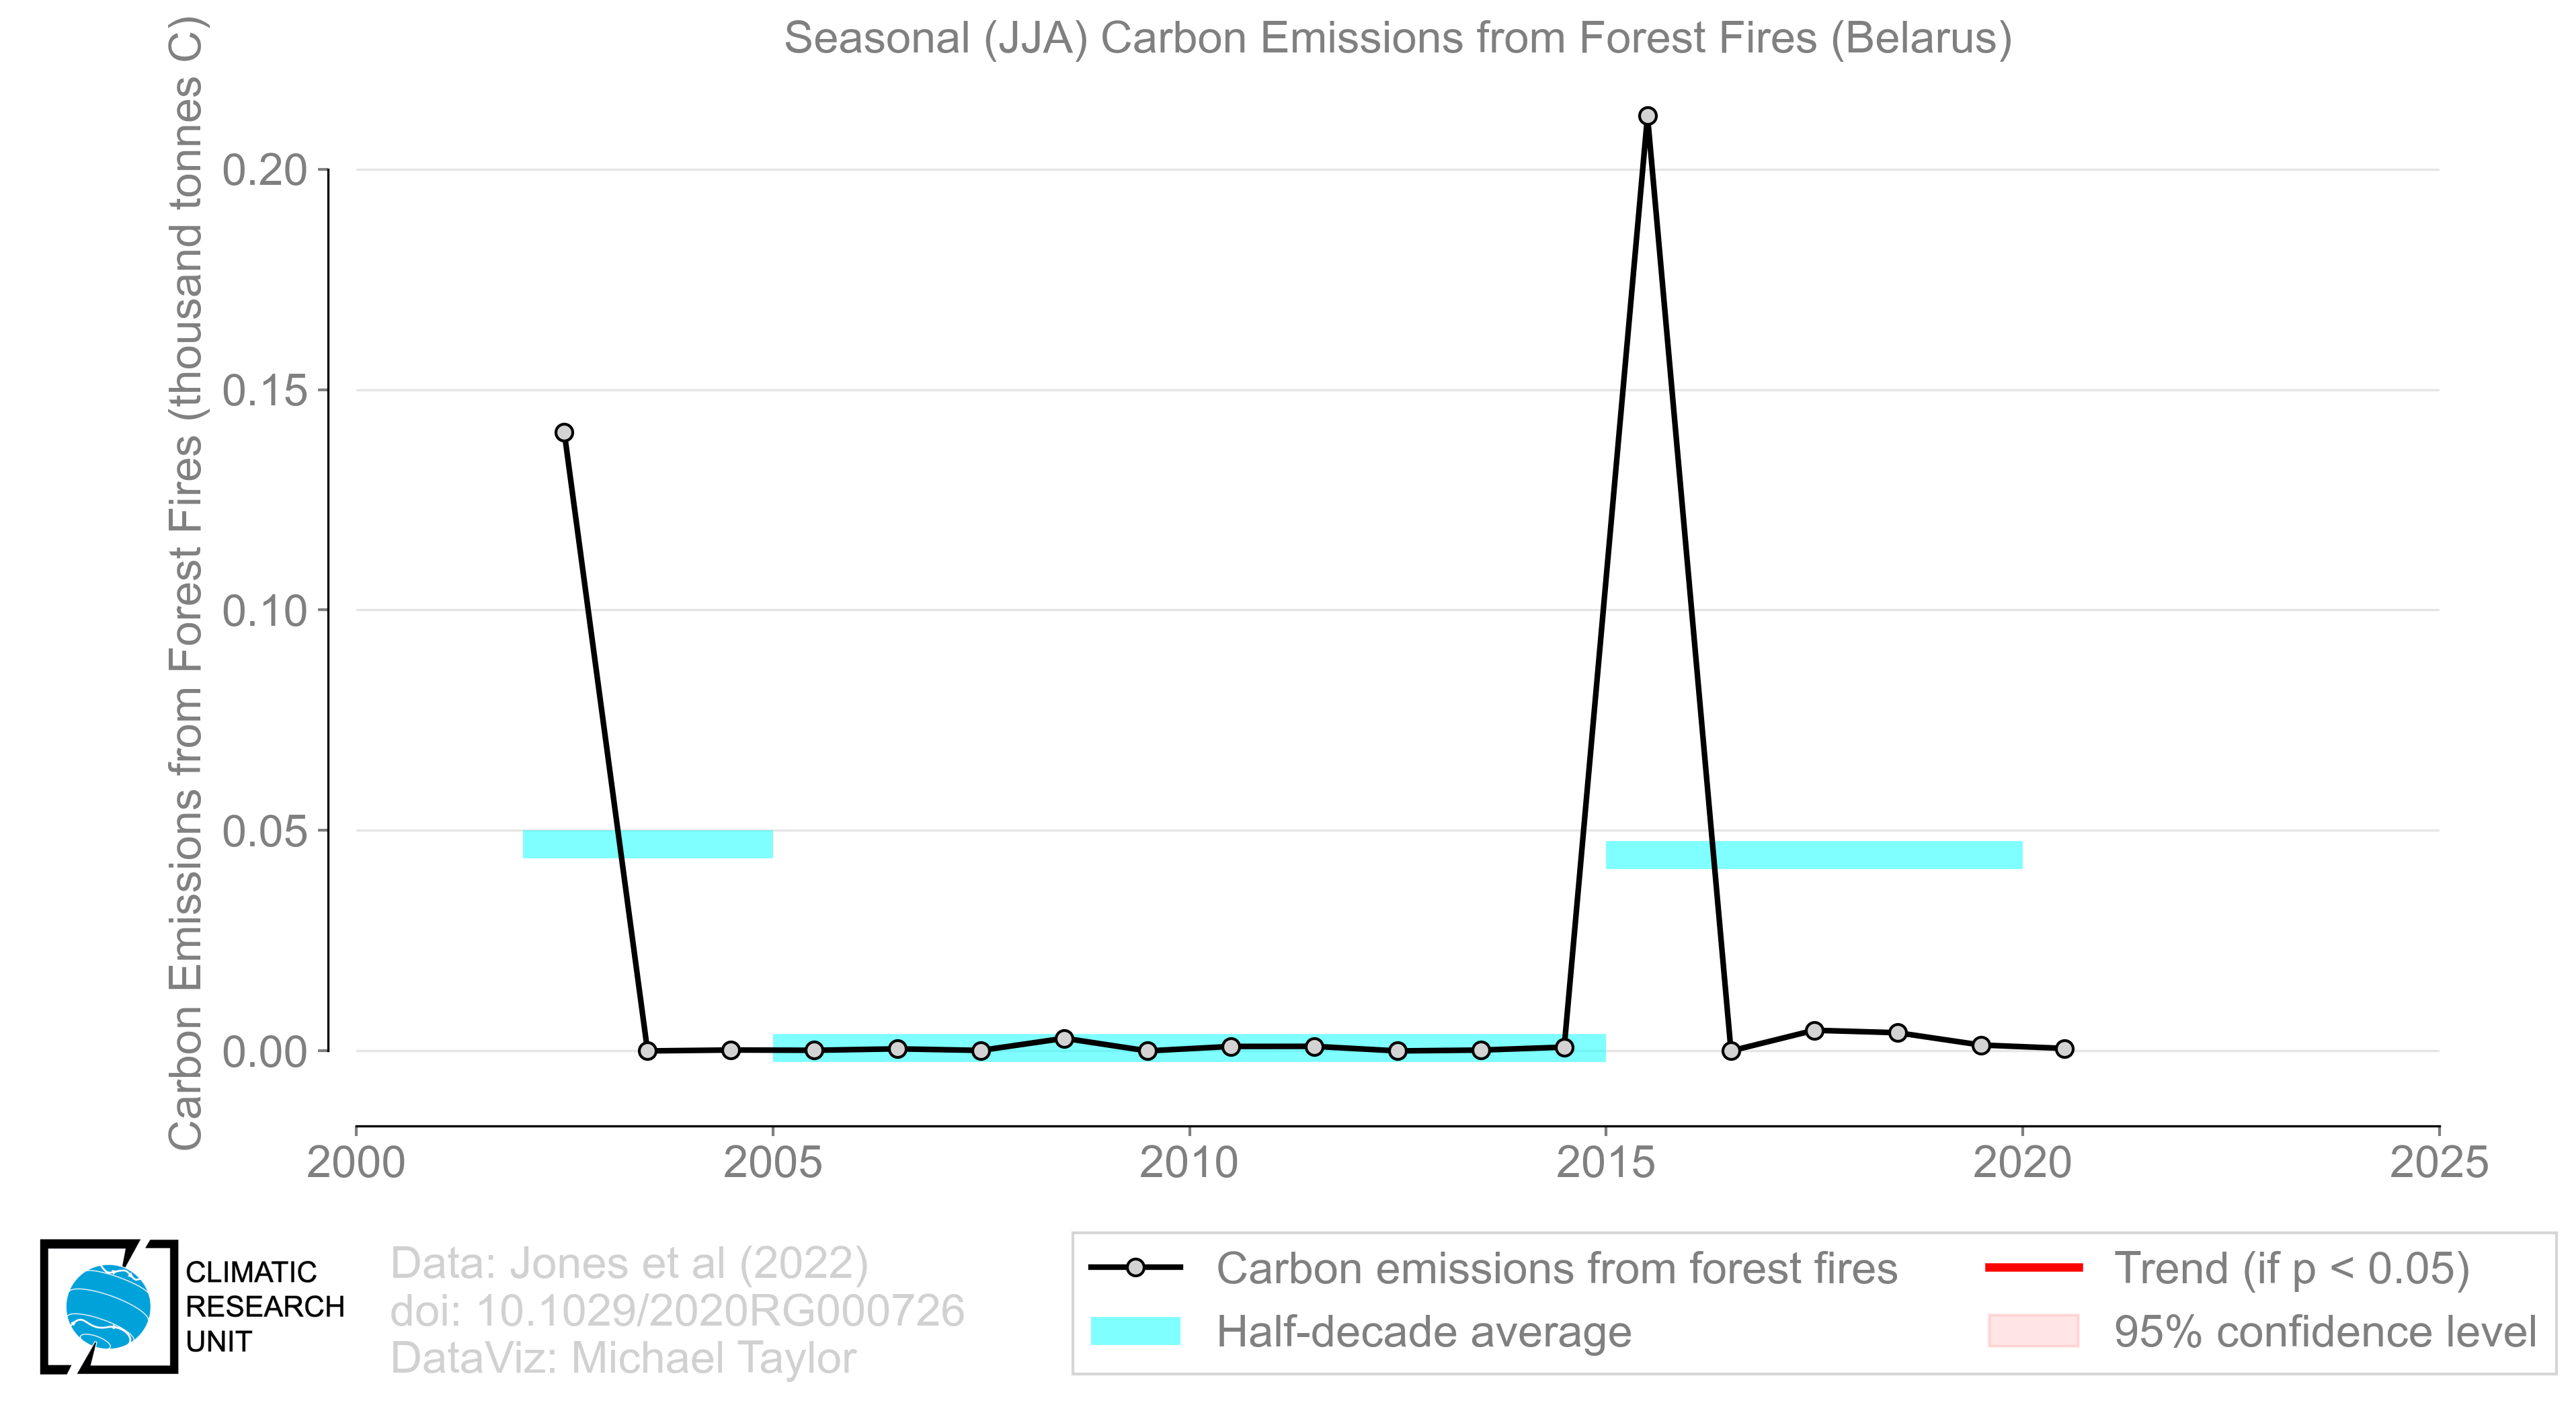 Seasonal (JJA) Carbon Emissions from Forest Fires (Belarus)
Carbon Emissions from Forest Fires (thousand tonnes C)
0.20
0.15
0.10
0.05
0.00
2000 2005 2010 2015 2020 2025
CLIMATIC
RESEARCH
UNIT
Data: Jones et al (2022)
doi: 10.1029/2020RG000726
DataViz: Michael Taylor
Carbon emissions from forest fires
Half-decade average
Trend (if p < 0.05)
95% confidence level